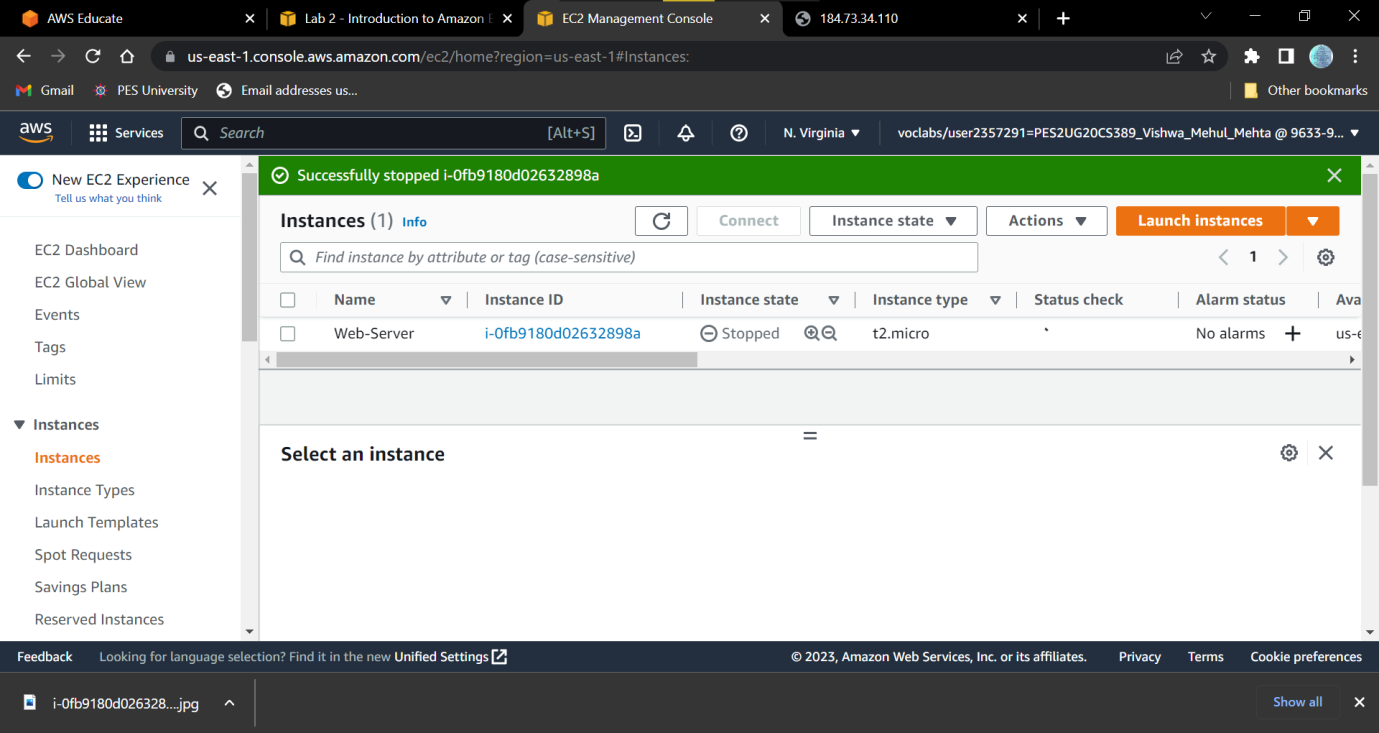 AWS Educate
Lab 2 - Introduction to Amazon E
EC2 Management Console
184.73.34.110
us-east-1.console.aws.amazon.com/ec2/home?region=us-east-1#Instances:
Gmail
PES University
Email addresses us...
Other bookmarks
aws
Services
Search
[Alt+S]
N. Virginia
voclabs/user2357291=PES2UG20CS389_Vishwa_Mehul_Mehta @ 9633-9...
New EC2 Experience
Tell us what you think
EC2 Dashboard
EC2 Global View
Events
Tags
Limits
Instances
Instances
Instance Types
Launch Templates
Spot Requests
Savings Plans
Reserved Instances
Successfully stopped i-0fb9180d02632898a
Instances (1) Info
Connect
Instance state
Actions
Launch instances
Find instance by attribute or tag (case-sensitive)
1
Name Instance ID Instance state Instance type Status check Alarm status Ava
Web-Server i-0fb9180d02632898a Stopped t2.micro No alarms + us-e
Select an instance
Feedback
Looking for language selection? Find it in the new Unified Settings
© 2023, Amazon Web Services, Inc. or its affiliates.
Privacy
Terms
Cookie preferences
i-0fb9180d026328....jpg
Show all